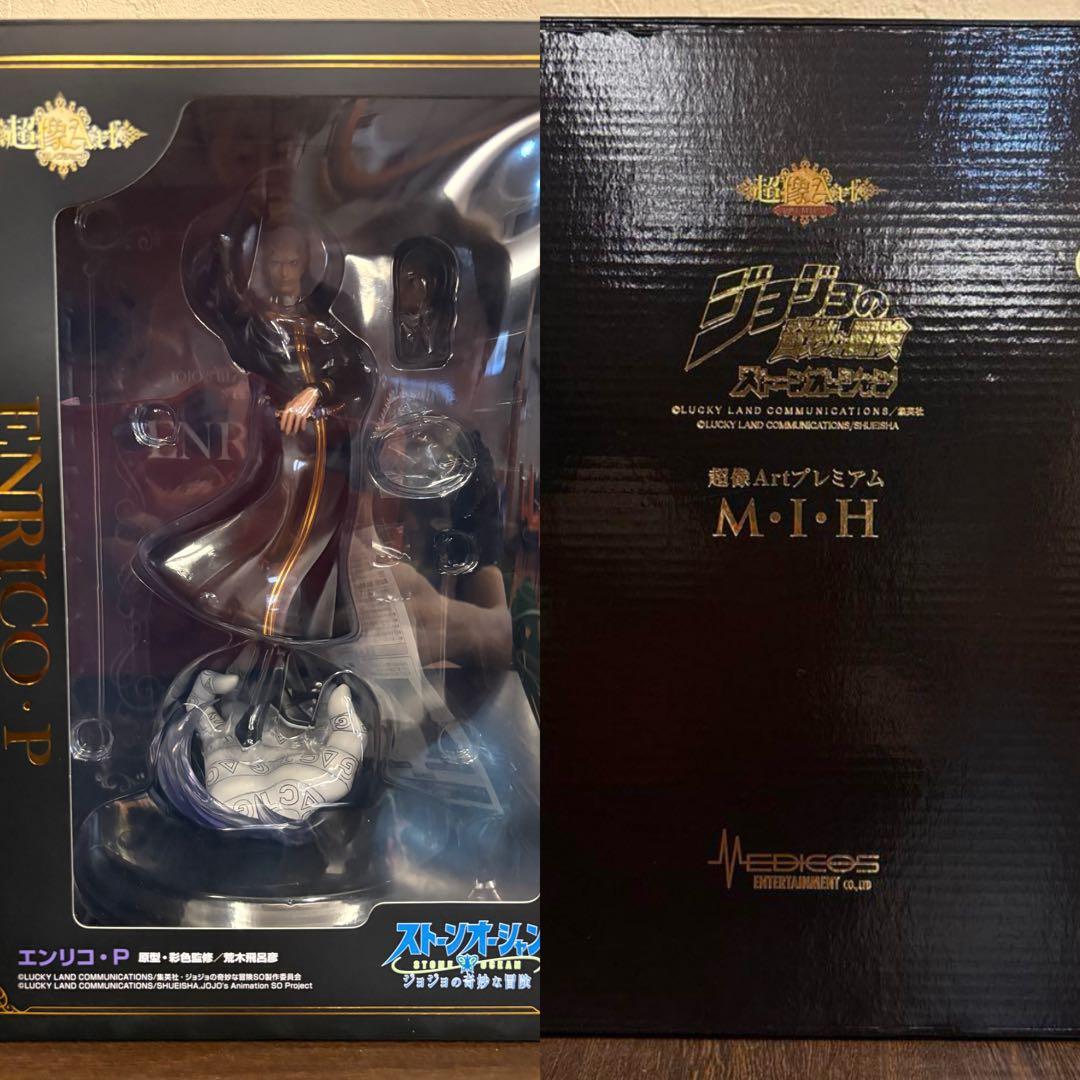 超像Art
ENRICO・P
JOJO'S
ENR
GACTG
エンリコ・P 原型・彩色監修／荒木飛呂彦
©LUCKY LAND COMMUNICATIONS/集英社・ジョジョの奇妙な冒険SO製作委員会
©LUCKY LAND COMMUNICATIONS/SHUEISHA,JOJO's Animation SO Project
ストーンオーシャン
STONE OCEAN
ジョジョの奇妙な冒険
超像Art
PREMIUM
ジョジョの
奇妙な冒険
ストーンオーシャン
©LUCKY LAND COMMUNICATIONS/集英社
©LUCKY LAND COMMUNICATIONS/SHUEISHA
超像Artプレミアム
M・I・H
MEDICOS
ENTERTAINMENT CO.,LTD